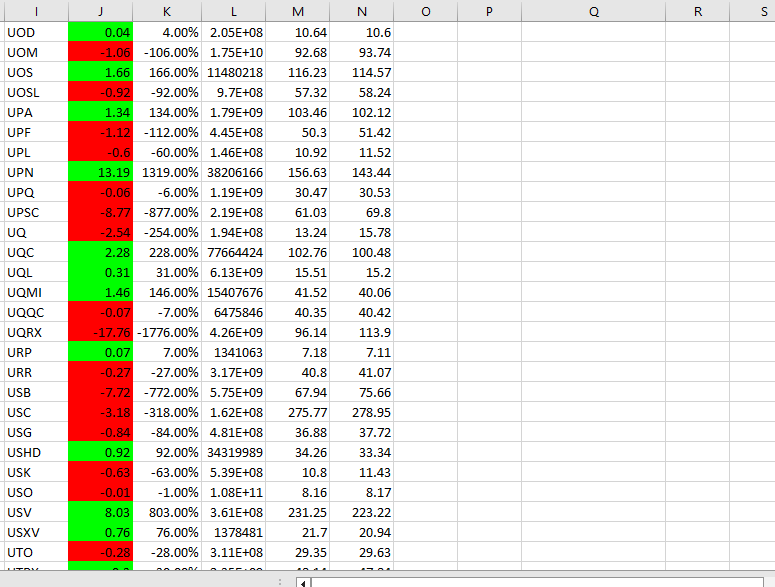 I J K L M N O P Q R S
UOD 0.04 4.00% 2.05E+08 10.64 10.6
UOM -1.06 -106.00% 1.75E+10 92.68 93.74
UOS 1.66 166.00% 11480218 116.23 114.57
UOSL -0.92 -92.00% 9.7E+08 57.32 58.24
UPA 1.34 134.00% 1.79E+09 103.46 102.12
UPF -1.12 -112.00% 4.45E+08 50.3 51.42
UPL -0.6 -60.00% 1.46E+08 10.92 11.52
UPN 13.19 1319.00% 38206166 156.63 143.44
UPQ -0.06 -6.00% 1.19E+09 30.47 30.53
UPSC -8.77 -877.00% 2.19E+08 61.03 69.8
UQ -2.54 -254.00% 1.94E+08 13.24 15.78
UQC 2.28 228.00% 77664424 102.76 100.48
UQL 0.31 31.00% 6.13E+09 15.51 15.2
UQMI 1.46 146.00% 15407676 41.52 40.06
UQQC -0.07 -7.00% 6475846 40.35 40.42
UQRX -17.76 -1776.00% 4.26E+09 96.14 113.9
URP 0.07 7.00% 1341063 7.18 7.11
URR -0.27 -27.00% 3.17E+09 40.8 41.07
USB -7.72 -772.00% 5.75E+09 67.94 75.66
USC -3.18 -318.00% 1.62E+08 275.77 278.95
USG -0.84 -84.00% 4.81E+08 36.88 37.72
USHD 0.92 92.00% 34319989 34.26 33.34
USK -0.63 -63.00% 5.39E+08 10.8 11.43
USO -0.01 -1.00% 1.08E+11 8.16 8.17
USV 8.03 803.00% 3.61E+08 231.25 223.22
USXV 0.76 76.00% 1378481 21.7 20.94
UTO -0.28 -28.00% 3.11E+08 29.35 29.63